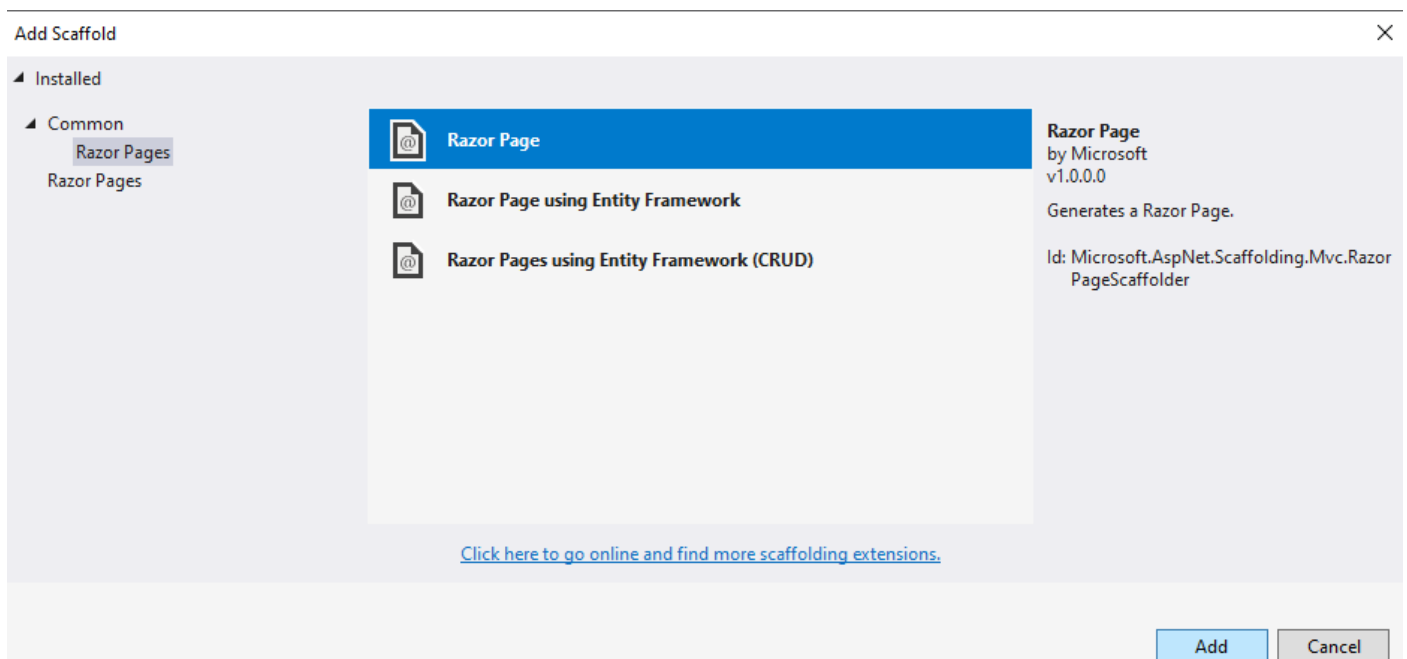 Add Scaffold
Installed
Common
Razor Pages
Razor Pages
Razor Page
Razor Page using Entity Framework
Razor Pages using Entity Framework (CRUD)
Razor Page
by Microsoft
v1.0.0.0
Generates a Razor Page.
Id: Microsoft.AspNet.Scaffolding.Mvc.Razor
PageScaffolder
Click here to go online and find more scaffolding extensions.
Add
Cancel